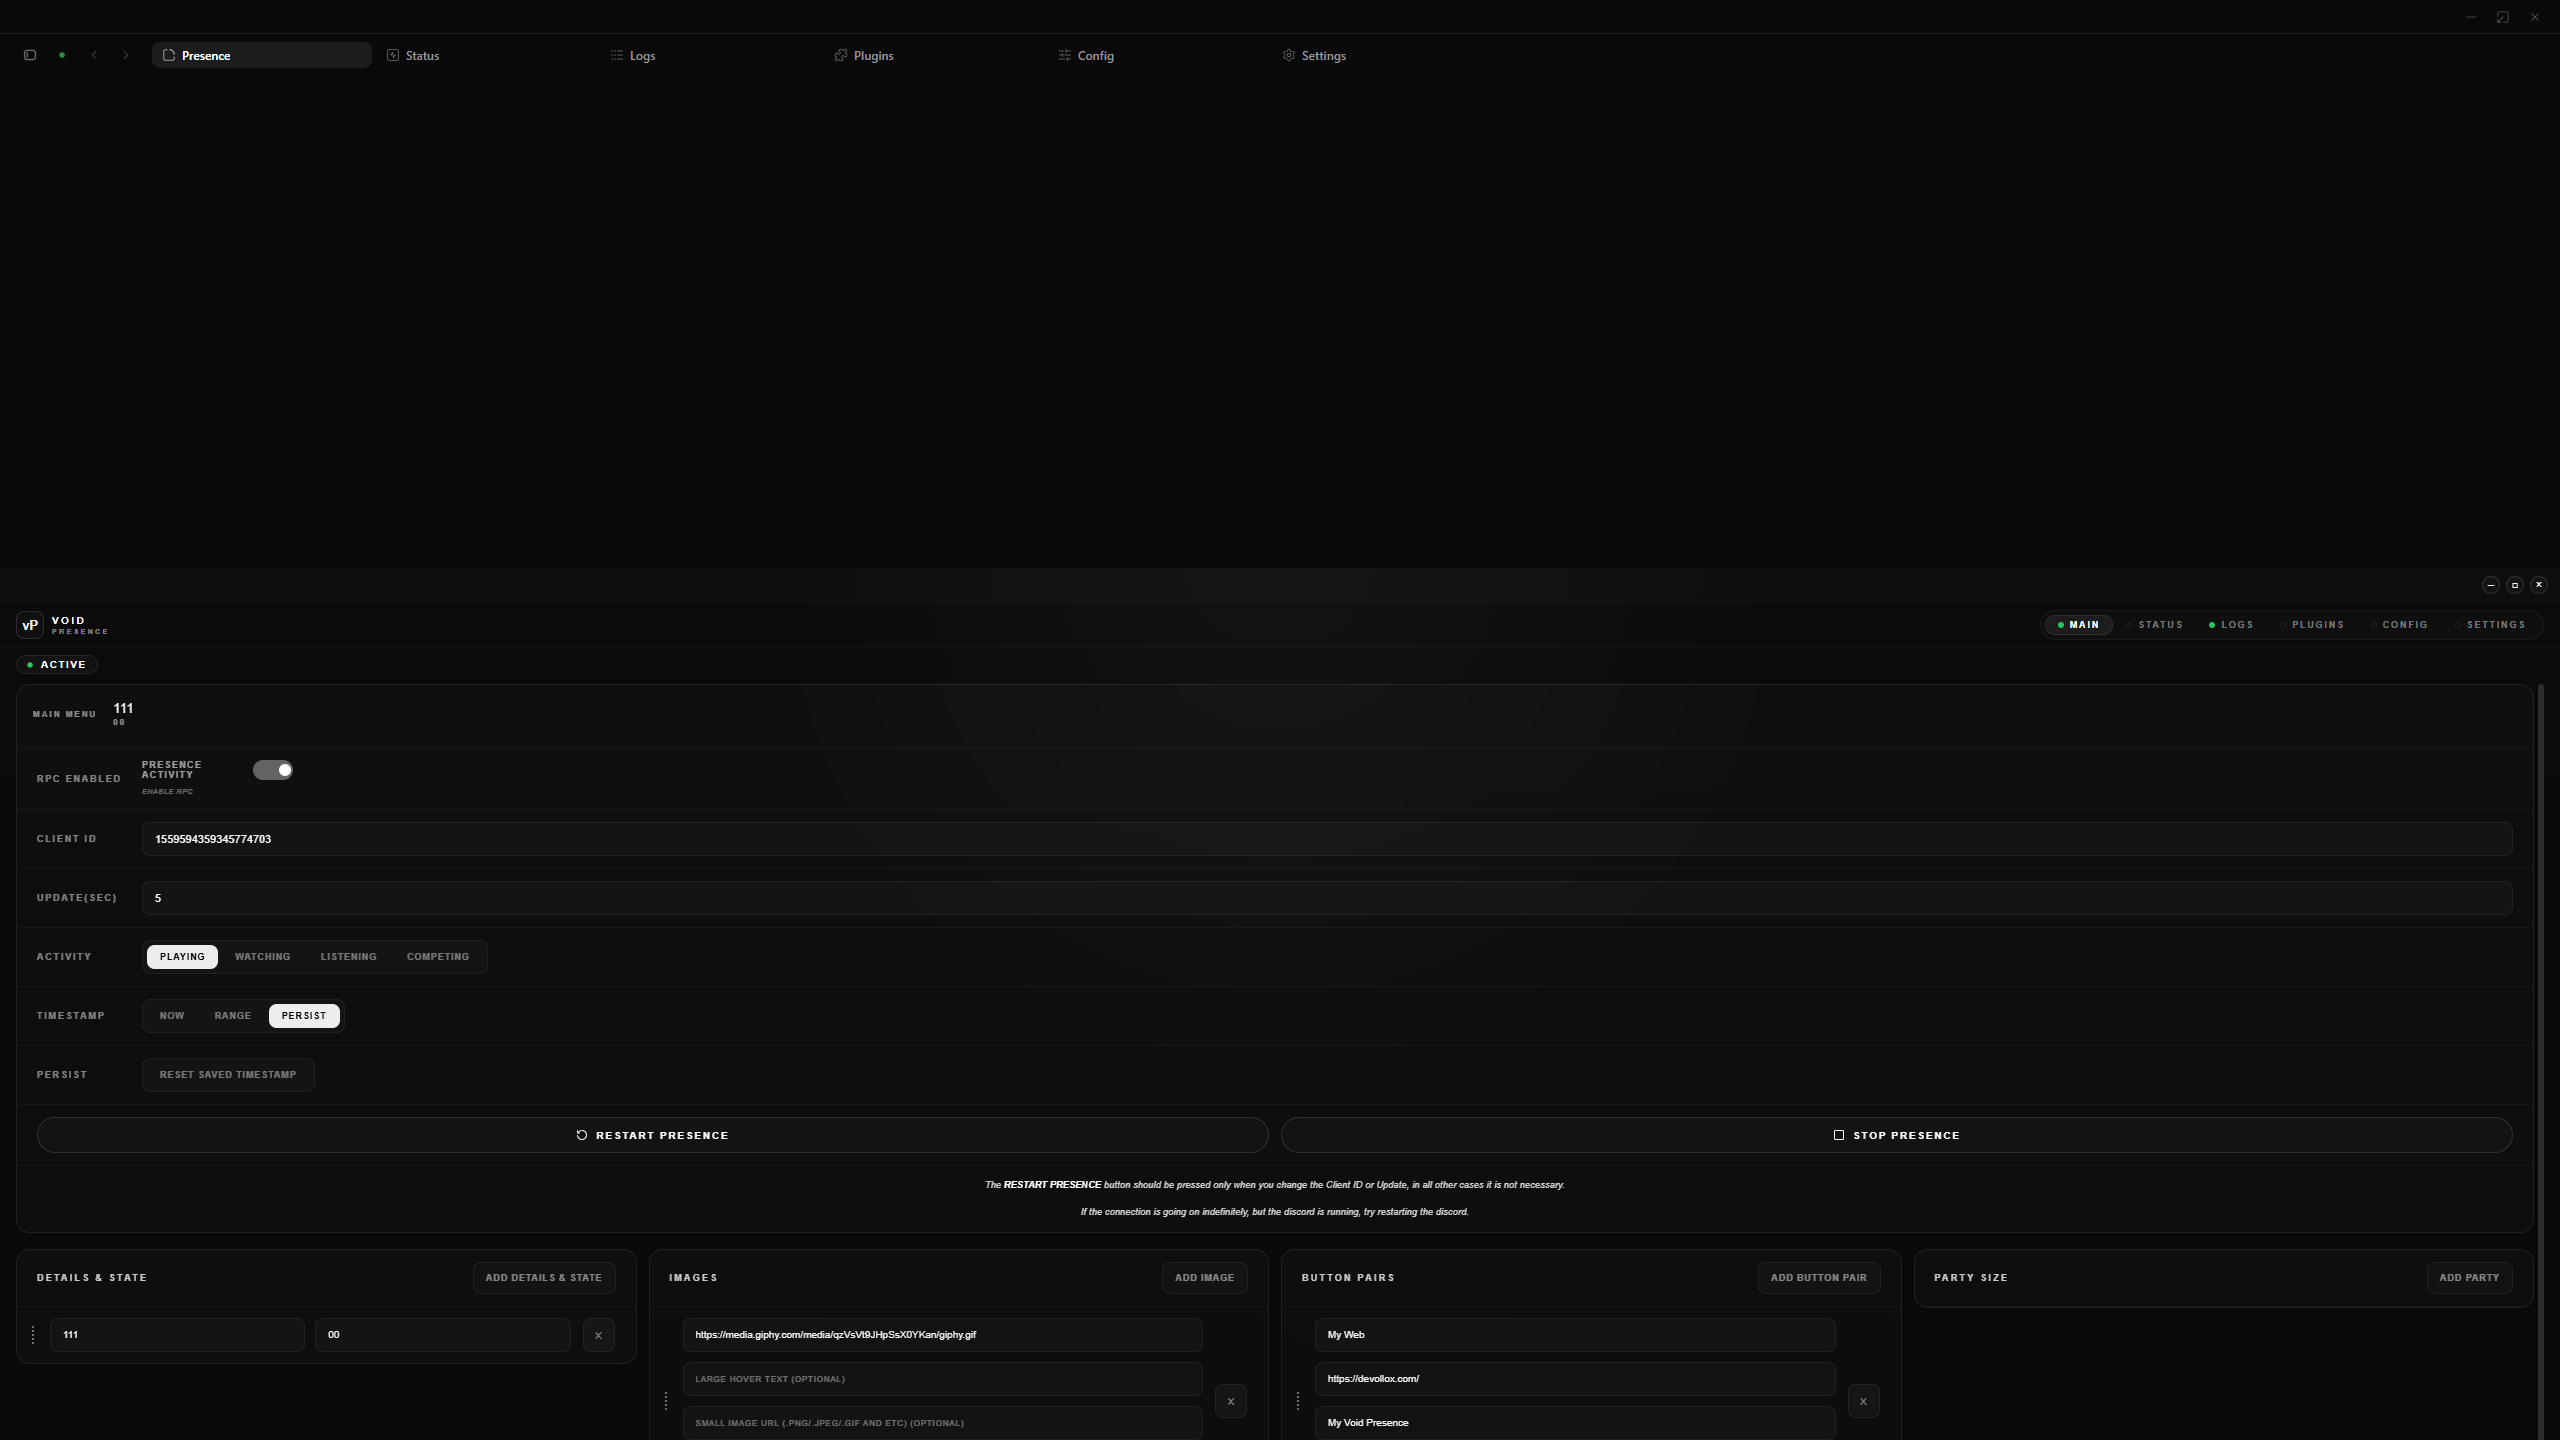 Presence Status Logs Plugins Config Settings
vP VOID
PRESENCE
MAIN STATUS LOGS PLUGINS CONFIG SETTINGS
ACTIVE
MAIN MENU 111
00
RPC ENABLED PRESENCE
ACTIVITY
ENABLE RPC
CLIENT ID 1559594359345774703
UPDATE(SEC) 5
ACTIVITY PLAYING WATCHING LISTENING COMPETING
TIMESTAMP NOW RANGE PERSIST
PERSIST RESET SAVED TIMESTAMP
RESTART PRESENCE STOP PRESENCE
The RESTART PRESENCE button should be pressed only when you change the Client ID or Update, in all other cases it is not necessary.
If the connection is going on indefinitely, but the discord is running, try restarting the discord.
DETAILS & STATE ADD DETAILS & STATE IMAGES ADD IMAGE BUTTON PAIRS ADD BUTTON PAIR PARTY SIZE ADD PARTY
111 00 X https://media.giphy.com/media/qzVsVt9JHpSsX0YKan/giphy.gif My Web
LARGE HOVER TEXT (OPTIONAL) https://devollox.com/
X X
SMALL IMAGE URL (.PNG/.JPEG/.GIF AND ETC) (OPTIONAL) My Void Presence